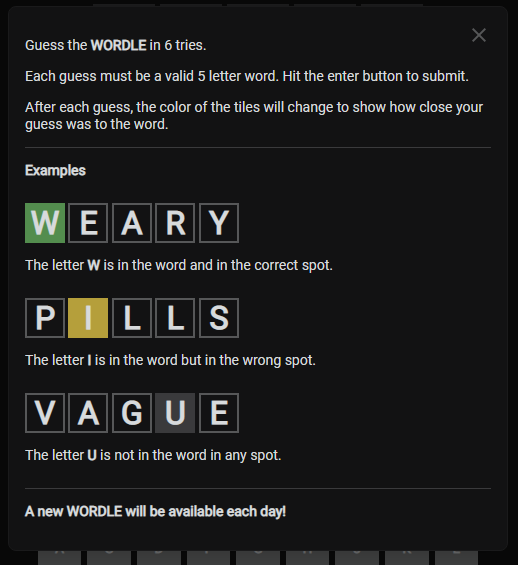 Guess the WORDLE in 6 tries.
Each guess must be a valid 5 letter word. Hit the enter button to submit.
After each guess, the color of the tiles will change to show how close your
guess was to the word.
Examples
WEARY
The letter W is in the word and in the correct spot.
PILLS
The letter I is in the word but in the wrong spot.
VAGUE
The letter U is not in the word in any spot.
A new WORDLE will be available each day!